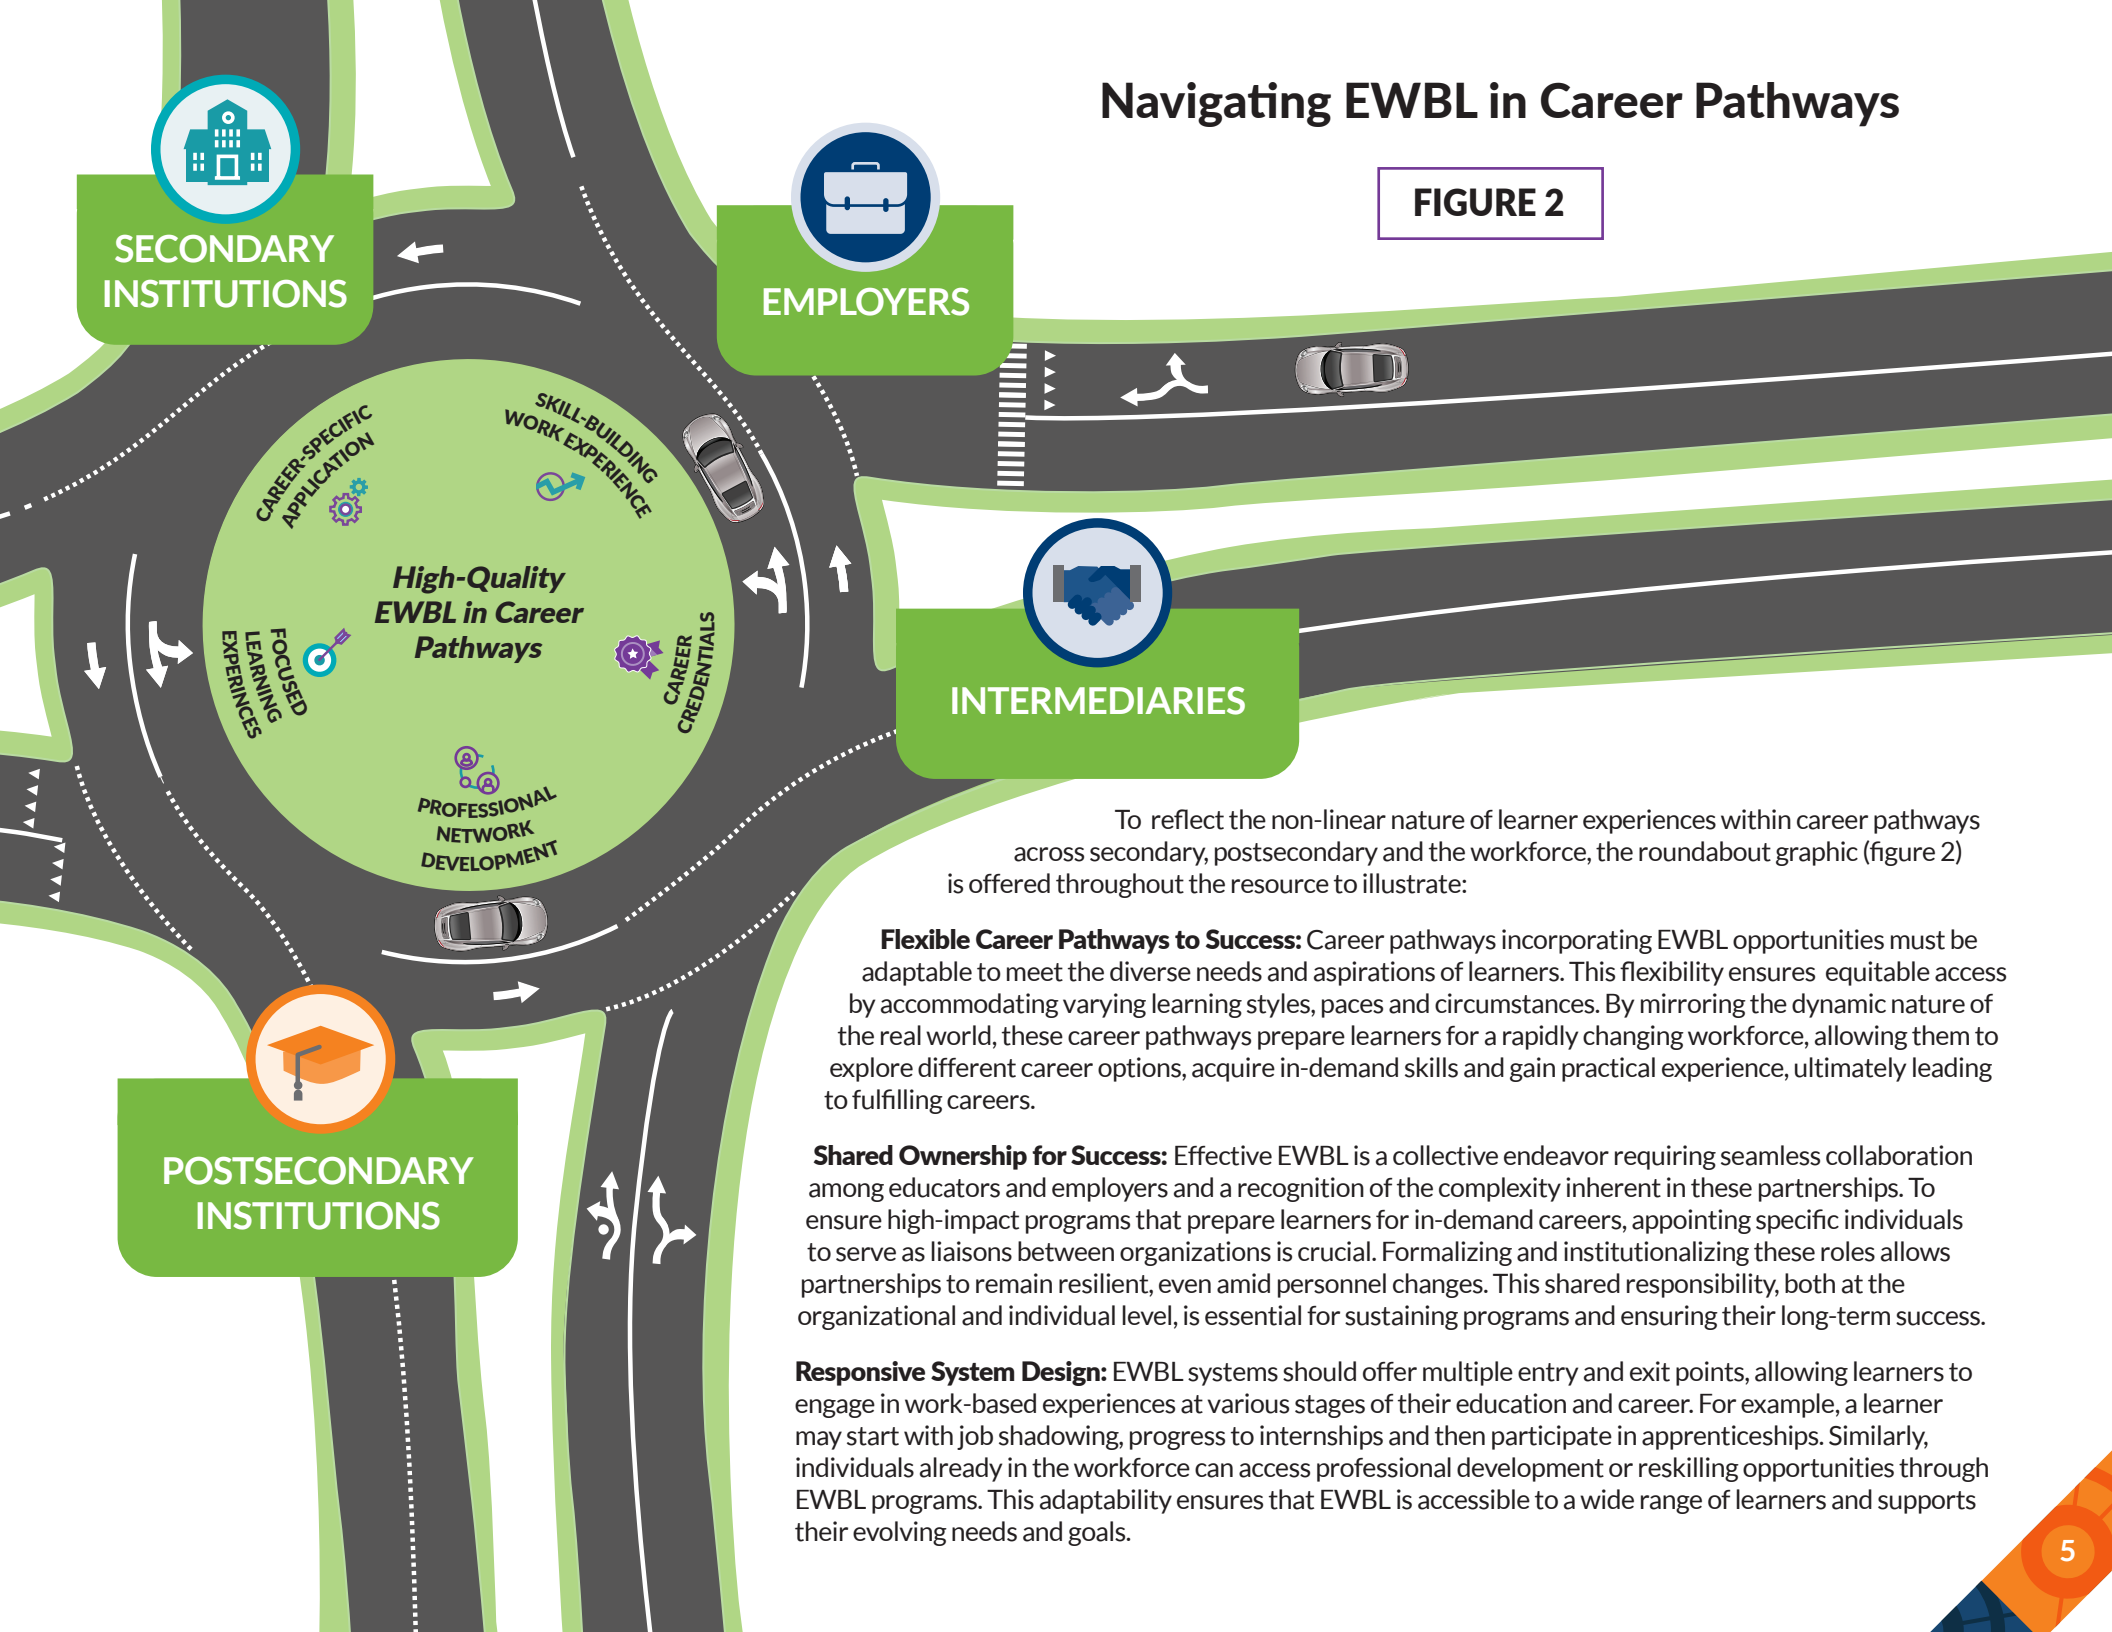 Navigating EWBL in Career Pathways
FIGURE 2
SECONDARY
INSTITUTIONS
EMPLOYERS
INTERMEDIARIES
POSTSECONDARY
INSTITUTIONS
CAREER-SPECIFIC
APPLICATION
SKILL-BUILDING
WORK EXPERIENCE
High-Quality
EWBL in Career
Pathways
FOCUSED
LEARNING
EXPERINCES
CAREER
CREDENTIALS
PROFESSIONAL
NETWORK
DEVELOPMENT
To reflect the non-linear nature of learner experiences within career pathways
across secondary, postsecondary and the workforce, the roundabout graphic (figure 2)
is offered throughout the resource to illustrate:
Flexible Career Pathways to Success: Career pathways incorporating EWBL opportunities must be
adaptable to meet the diverse needs and aspirations of learners. This flexibility ensures equitable access
by accommodating varying learning styles, paces and circumstances. By mirroring the dynamic nature of
the real world, these career pathways prepare learners for a rapidly changing workforce, allowing them to
explore different career options, acquire in-demand skills and gain practical experience, ultimately leading
to fulfilling careers.
Shared Ownership for Success: Effective EWBL is a collective endeavor requiring seamless collaboration
among educators and employers and a recognition of the complexity inherent in these partnerships. To
ensure high-impact programs that prepare learners for in-demand careers, appointing specific individuals
to serve as liaisons between organizations is crucial. Formalizing and institutionalizing these roles allows
partnerships to remain resilient, even amid personnel changes. This shared responsibility, both at the
organizational and individual level, is essential for sustaining programs and ensuring their long-term success.
Responsive System Design: EWBL systems should offer multiple entry and exit points, allowing learners to
engage in work-based experiences at various stages of their education and career. For example, a learner
may start with job shadowing, progress to internships and then participate in apprenticeships. Similarly,
individuals already in the workforce can access professional development or reskilling opportunities through
EWBL programs. This adaptability ensures that EWBL is accessible to a wide range of learners and supports
their evolving needs and goals.
5